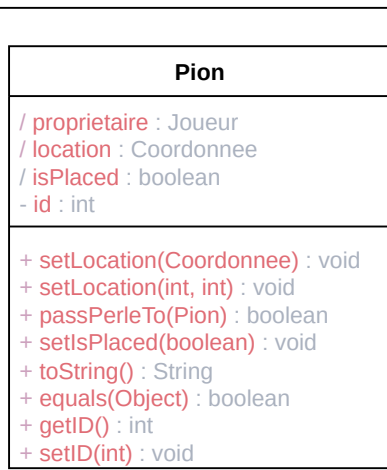 Pion
/ proprietaire : Joueur
/ location : Coordonnee
/ isPlaced : boolean
- id : int
+ setLocation(Coordonnee) : void
+ setLocation(int, int) : void
+ passPerleTo(Pion) : boolean
+ setIsPlaced(boolean) : void
+ toString() : String
+ equals(Object) : boolean
+ getID() : int
+ setID(int) : void